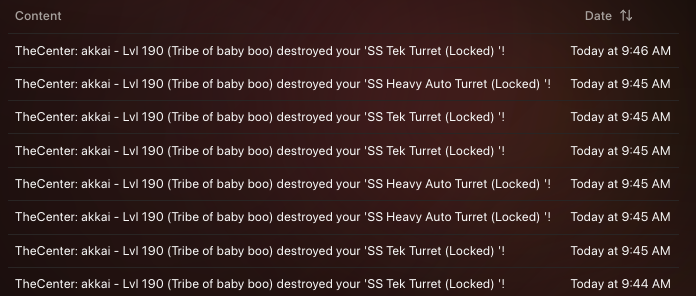 Content Date
TheCenter: akkai - Lvl 190 (Tribe of baby boo) destroyed your 'SS Tek Turret (Locked) '! Today at 9:46 AM
TheCenter: akkai - Lvl 190 (Tribe of baby boo) destroyed your 'SS Heavy Auto Turret (Locked) '! Today at 9:45 AM
TheCenter: akkai - Lvl 190 (Tribe of baby boo) destroyed your 'SS Tek Turret (Locked) '! Today at 9:45 AM
TheCenter: akkai - Lvl 190 (Tribe of baby boo) destroyed your 'SS Tek Turret (Locked) '! Today at 9:45 AM
TheCenter: akkai - Lvl 190 (Tribe of baby boo) destroyed your 'SS Heavy Auto Turret (Locked) '! Today at 9:45 AM
TheCenter: akkai - Lvl 190 (Tribe of baby boo) destroyed your 'SS Heavy Auto Turret (Locked) '! Today at 9:45 AM
TheCenter: akkai - Lvl 190 (Tribe of baby boo) destroyed your 'SS Tek Turret (Locked) '! Today at 9:45 AM
TheCenter: akkai - Lvl 190 (Tribe of baby boo) destroyed your 'SS Tek Turret (Locked) '! Today at 9:44 AM